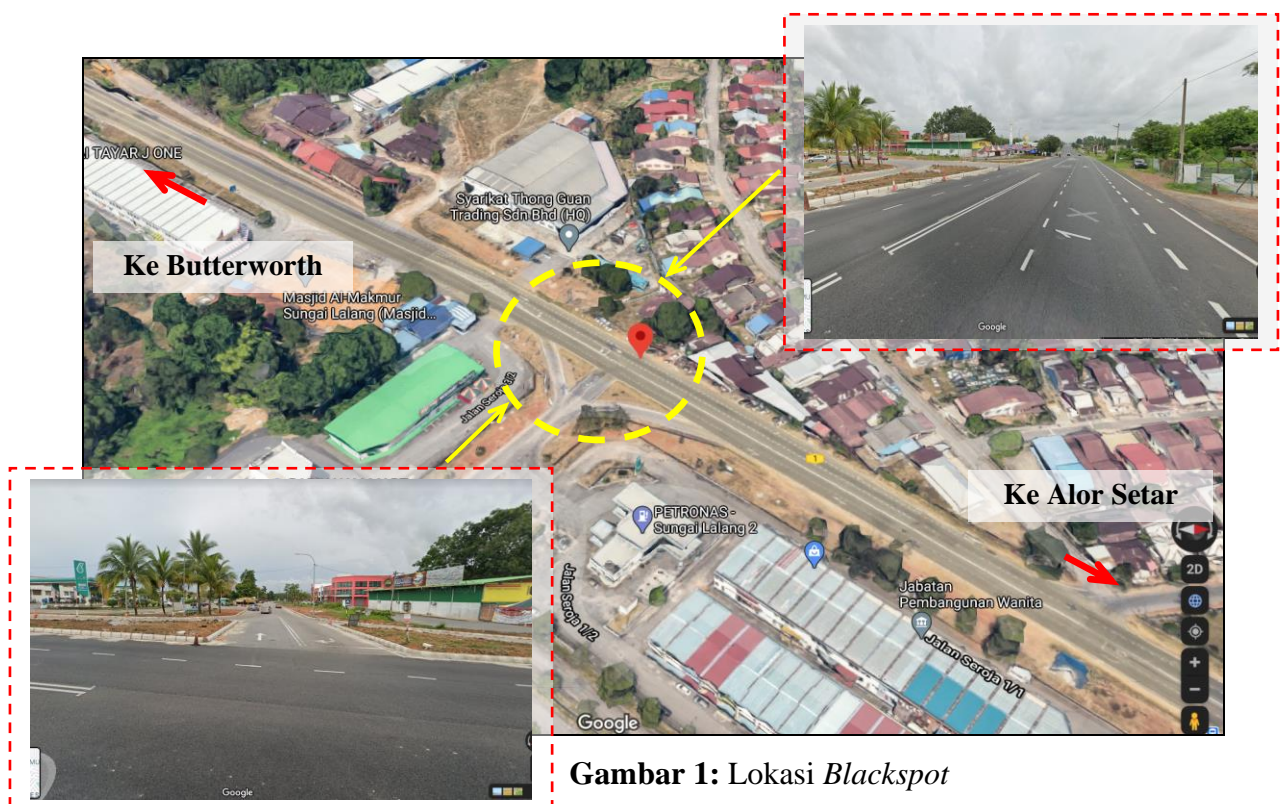 TAYAR J ONE
Syarikat Thong Guan
Trading Sdn Bhd (HQ)
Google
Ke Butterworth
Masjid Al-Makmur
Sungai Lalang (Masjid...
Jalan Seroja
1
Ke Alor Setar
PETRONAS -
Sungai Lalang 2
2D
Jabatan
Pembangunan Wanita
Jalan Seroja 1/2
Jalan Seroja 1/1
+
−
Google
Google
Gambar 1: Lokasi Blackspot